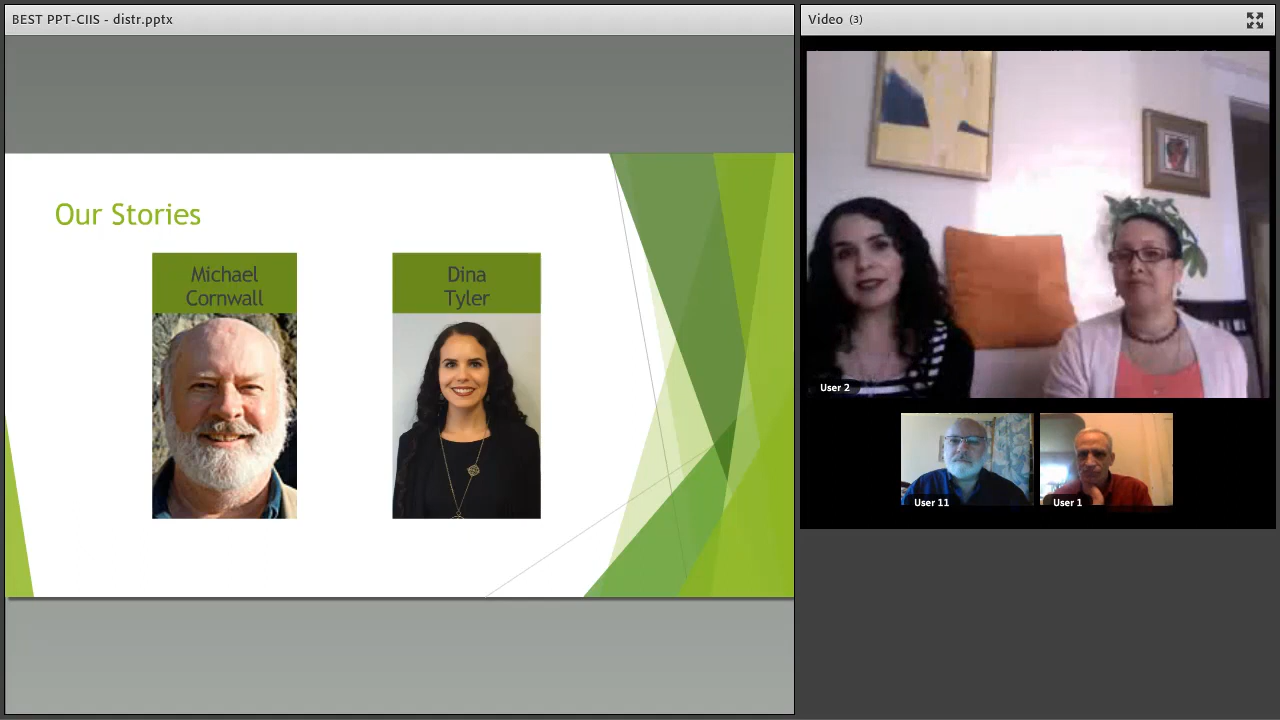 BEST PPT-CIIS - distr.pptx
Our Stories
Michael
Cornwall
Dina
Tyler
Video (3)
User 2
User 11
User 1